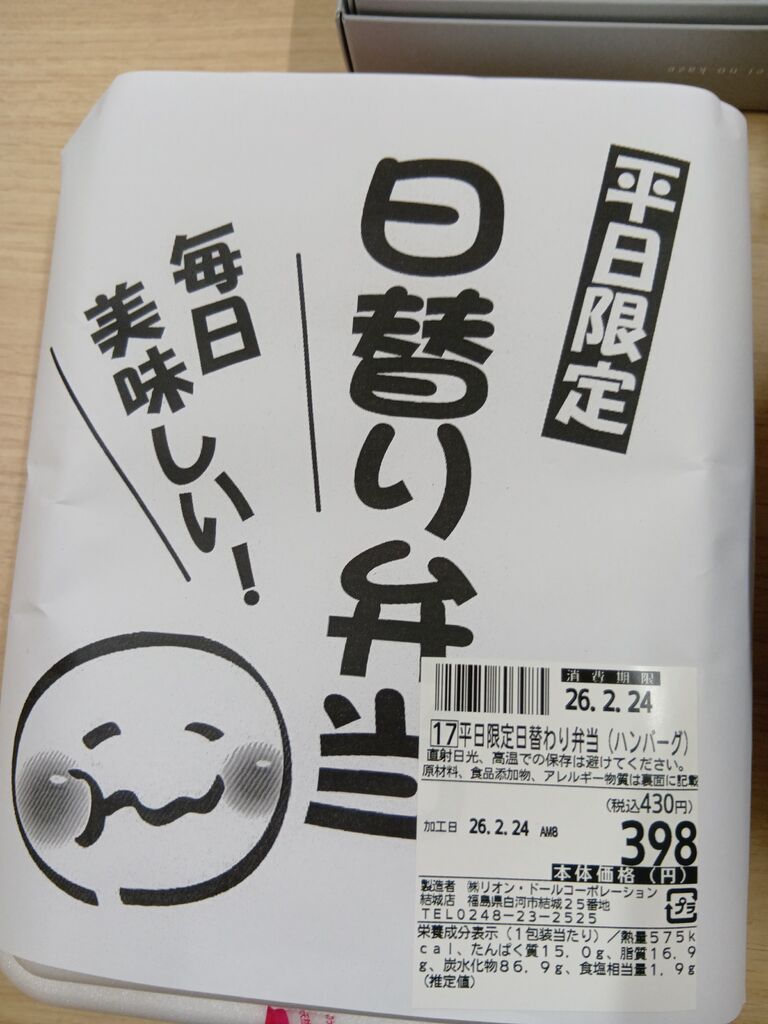 ei no kaze
平日限定
日替り弁当
毎日
美味しい!
消費期限
26.2.24
17平日限定日替わり弁当(ハンバーグ)
直射日光、高温での保存は避けてください。
原材料、食品添加物、アレルギー物質は裏面に記載
(税込430円)
加工日 26.2.24 AM8
398
本体価格(円)
製造者 ㈱リオン・ドールコーポレーション
結城店 福島県白河市結城25番地
TEL0248-23-2525
プラ
栄養成分表示(1包装当たり)/熱量575k
cal、たんぱく質15.0g、脂質16.9
g、炭水化物86.9g、食塩相当量1.9g
(推定値)